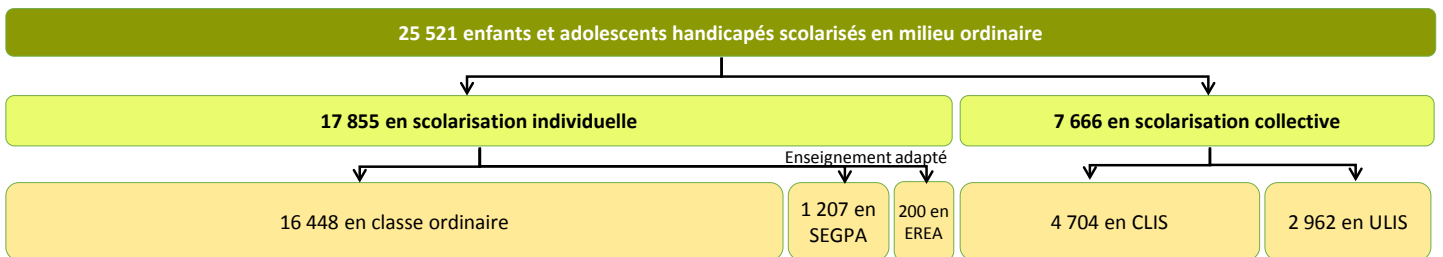 25 521 enfants et adolescents handicapés scolarisés en milieu ordinaire
17 855 en scolarisation individuelle
7 666 en scolarisation collective
Enseignement adapté
16 448 en classe ordinaire
1 207 en
SEGPA
200 en
EREA
4 704 en CLIS
2 962 en ULIS